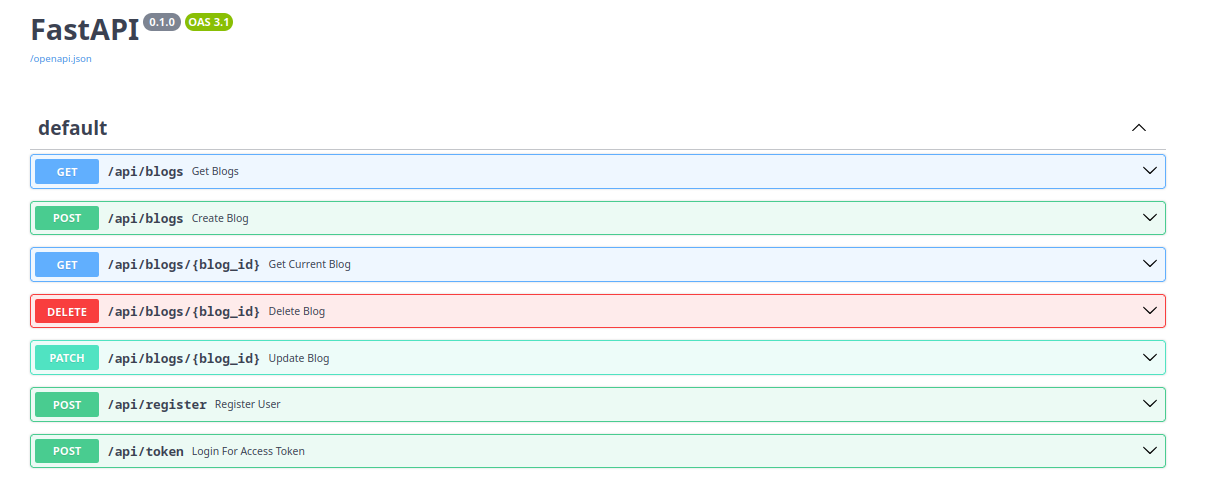 FastAPI 0.1.0 OAS 3.1
/openapi.json
default
GET /api/blogs Get Blogs
POST /api/blogs Create Blog
GET /api/blogs/{blog_id} Get Current Blog
DELETE /api/blogs/{blog_id} Delete Blog
PATCH /api/blogs/{blog_id} Update Blog
POST /api/register Register User
POST /api/token Login For Access Token